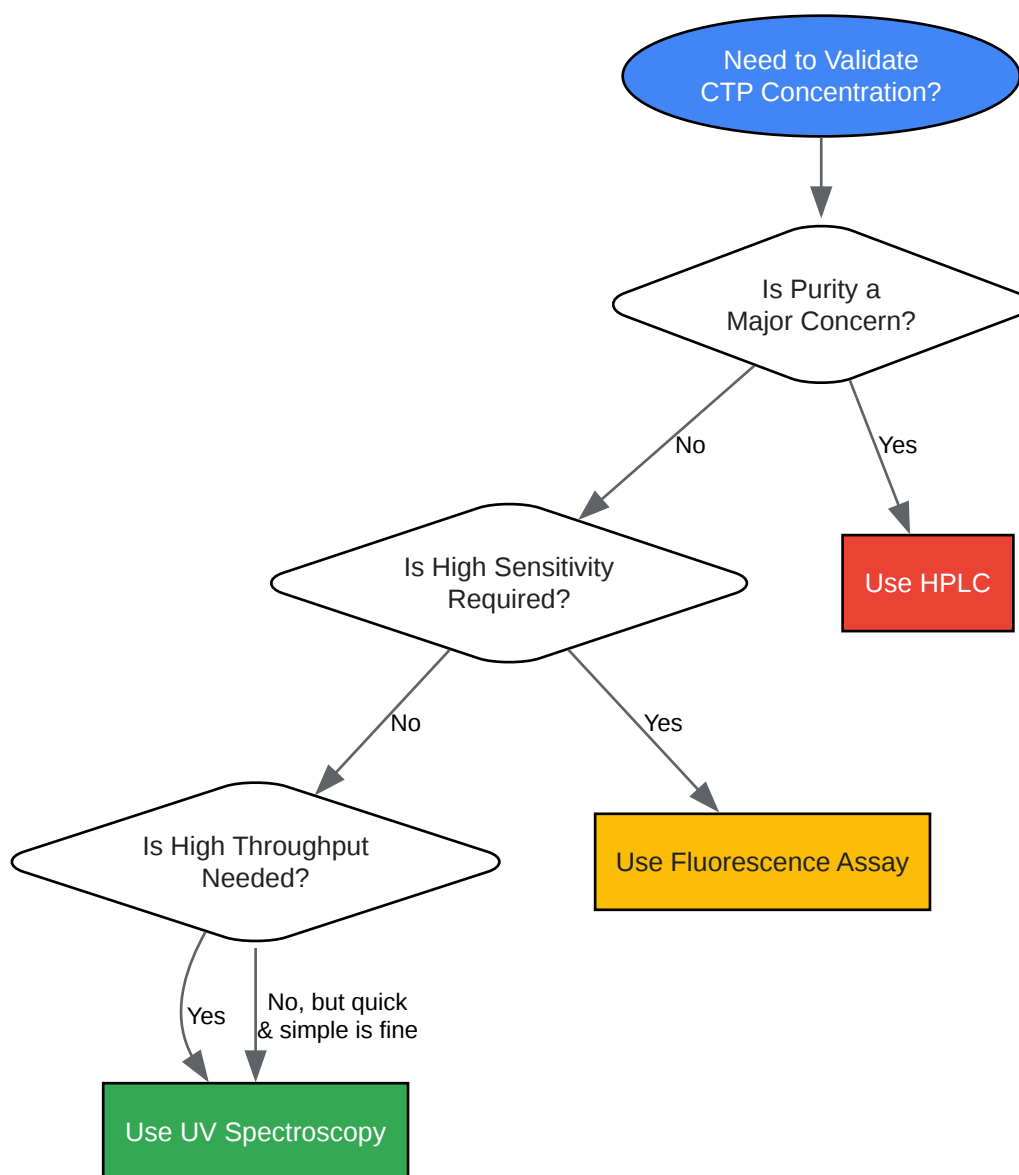 Need to Validate
CTP Concentration?
Is Purity a
Major Concern?
No
Yes
Is High Sensitivity
Required?
Use HPLC
No
Yes
Is High Throughput
Needed?
Use Fluorescence Assay
Yes
No, but quick
& simple is fine
Use UV Spectroscopy